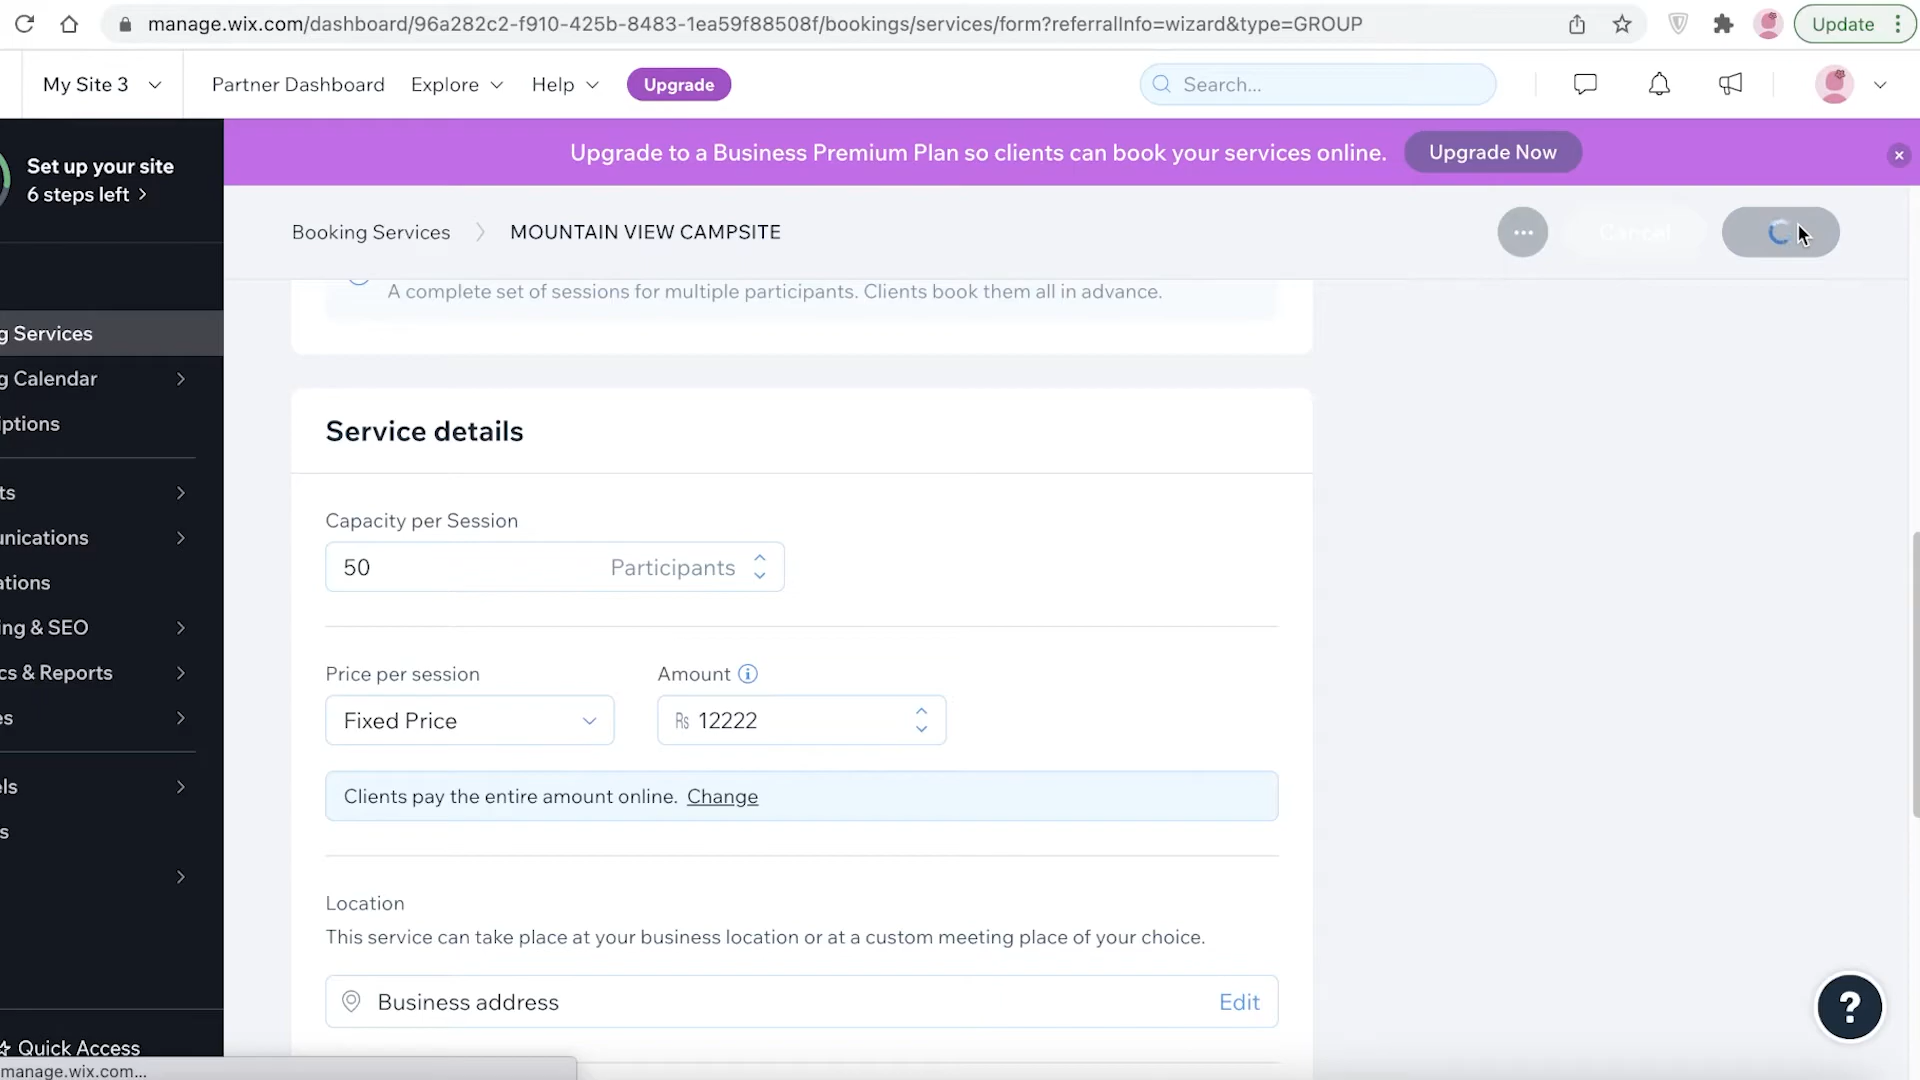 manage.wix.com/dashboard/96a282c2-f910-425b-8483-1ea59f88508f/bookings/services/form?referralInfo=wizard&type=GROUP
Update
My Site 3
Partner Dashboard
Explore
Help
Upgrade
Search...
Set up your site
6 steps left
Upgrade to a Business Premium Plan so clients can book your services online.
Upgrade Now
Booking Services
MOUNTAIN VIEW CAMPSITE
...
Cancel
A complete set of sessions for multiple participants. Clients book them all in advance.
g Services
g Calendar
iptions
ts
unications
ations
ing & SEO
cs & Reports
es
els
s
Quick Access
manage.wix.com...
Service details
Capacity per Session
50
Participants
Price per session
Amount
Fixed Price
Rs 12222
Clients pay the entire amount online. Change
Location
This service can take place at your business location or at a custom meeting place of your choice.
Business address
Edit
?